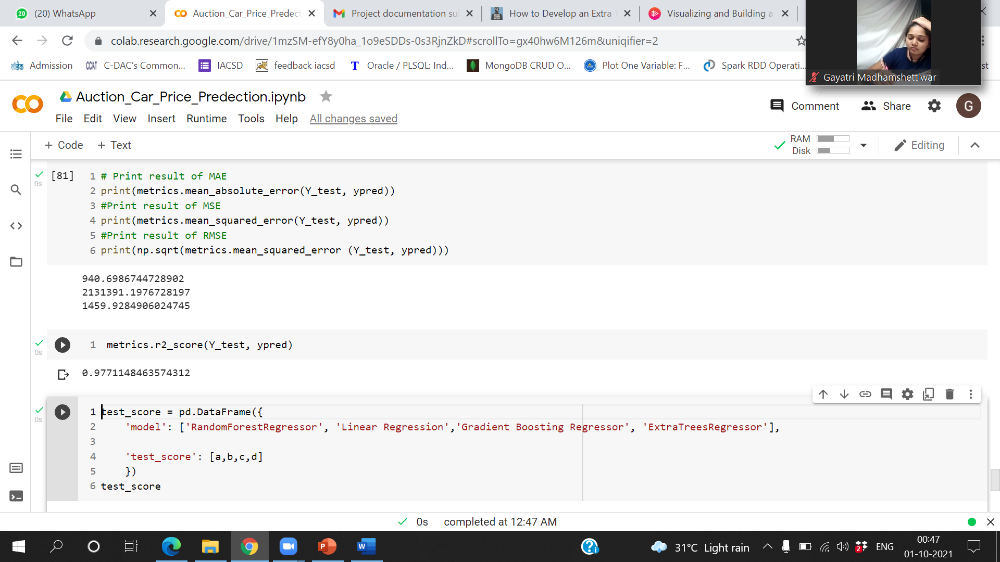 20
(20) WhatsApp
Auction_Car_Price_Predect
Project documentation su
How to Develop an Extra T
Visualizing and Building a
colab.research.google.com/drive/1mzSM-efY8y0ha_1o9eSDDs-0s3RjnZkD#scrollTo=gx40hw6M126m&uniqifier=2
Admission
CCAT
C-DAC's Common...
IACSD
feedback iacsd
T
Oracle / PLSQL: Ind...
MongoDB CRUD O...
Plot One Variable: F...
Spark RDD Operati...
st
Gayatri Madhamshettiwar
Auction_Car_Price_Predection.ipynb
Comment
Share
G
File Edit View Insert Runtime Tools Help All changes saved
+ Code + Text
RAM
Disk
Editing
[81]
0s
1 # Print result of MAE
2 print(metrics.mean_absolute_error(Y_test, ypred))
3 #Print result of MSE
4 print(metrics.mean_squared_error(Y_test, ypred))
5 #Print result of RMSE
6 print(np.sqrt(metrics.mean_squared_error (Y_test, ypred)))
940.6986744728902
2131391.1976728197
1459.9284906024745
0s
1 metrics.r2_score(Y_test, ypred)
0.9771148463574312
0s
1 test_score = pd.DataFrame({
2 'model': ['RandomForestRegressor', 'Linear Regression','Gradient Boosting Regressor', 'ExtraTreesRegressor'],
3
4 'test_score': [a,b,c,d]
5 })
6 test_score
0s completed at 12:47 AM
31°C Light rain
2
ENG
00:47
01-10-2021